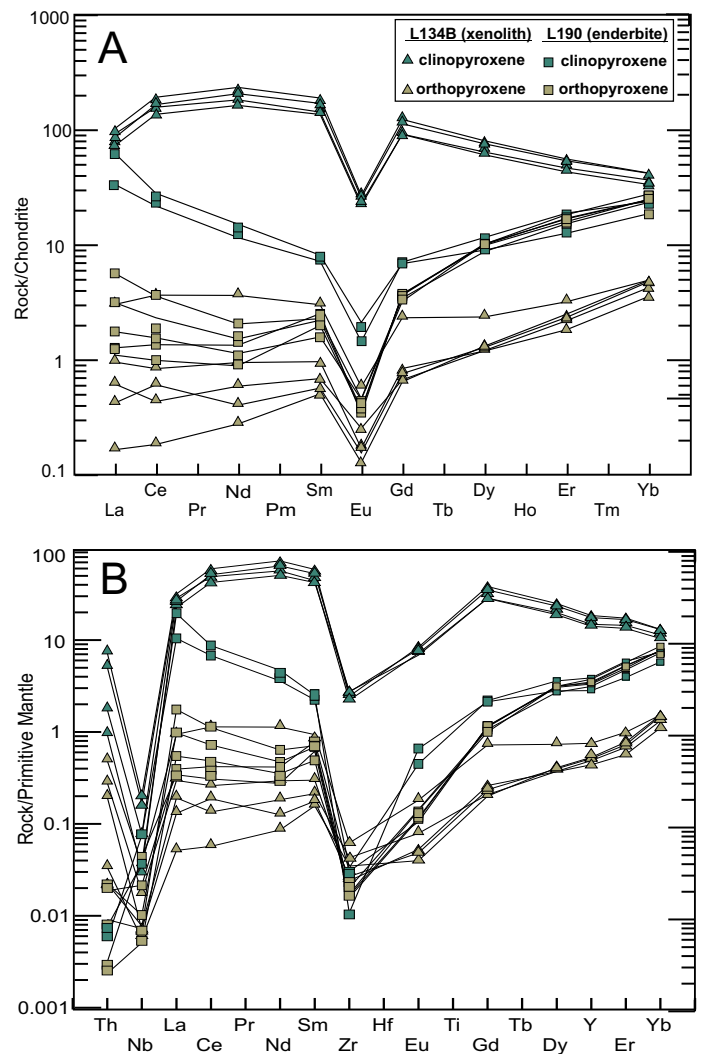 1000
A
L134B (xenolith) L190 (enderbite)
clinopyroxene clinopyroxene
orthopyroxene orthopyroxene
100
10
1
0.1
Rock/Chondrite
Ce Nd Sm Gd Dy Er Yb
La Pr Pm Eu Tb Ho Tm
100
B
10
1
0.1
0.01
0.001
Rock/Primitive Mantle
Th La Pr Sm Hf Ti Tb Y Yb
Nb Ce Nd Zr Eu Gd Dy Er